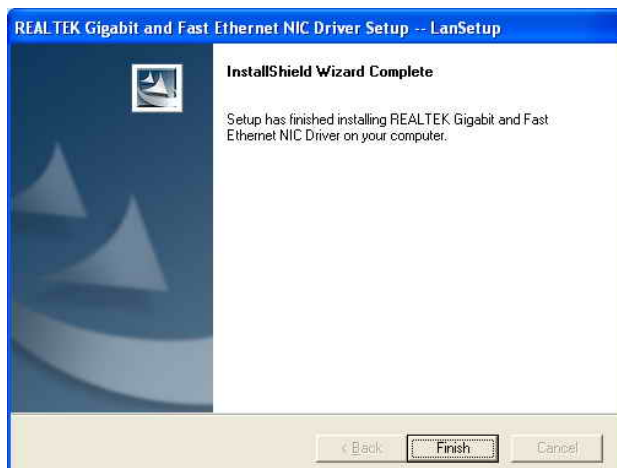 REALTEK Gigabit and Fast Ethernet NIC Driver Setup -- LanSetup
InstallShield Wizard Complete
Setup has finished installing REALTEK Gigabit and Fast
Ethernet NIC Driver on your computer.
< Back
Finish
Cancel